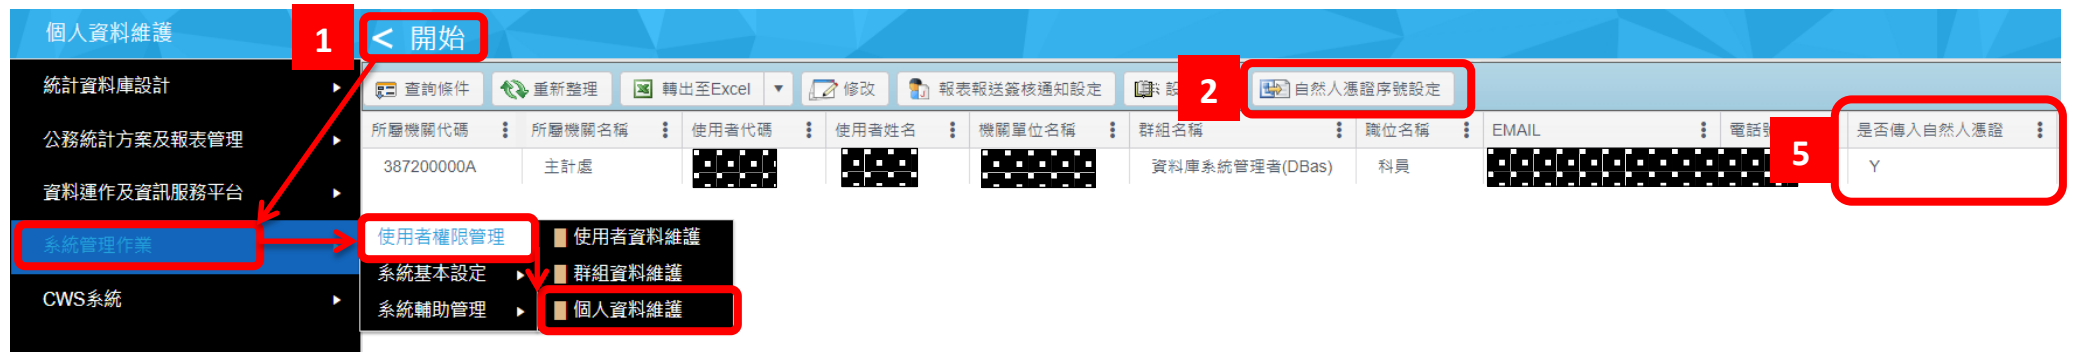 個人資料維護
1
< 開始
統計資料庫設計
公務統計方案及報表管理
資料運作及資訊服務平台
系統管理作業
CWS系統
查詢條件 重新整理 轉出至Excel 修改 報表報送簽核通知設定 2 自然人憑證序號設定
所屬機關代碼 所屬機關名稱 使用者代碼 使用者姓名 機關單位名稱 群組名稱 職位名稱 EMAIL 電話 5 是否傳入自然人憑證
387200000A 主計處 資料庫系統管理者(DBas) 科員 Y
使用者權限管理
系統基本設定
系統輔助管理
使用者資料維護
群組資料維護
個人資料維護